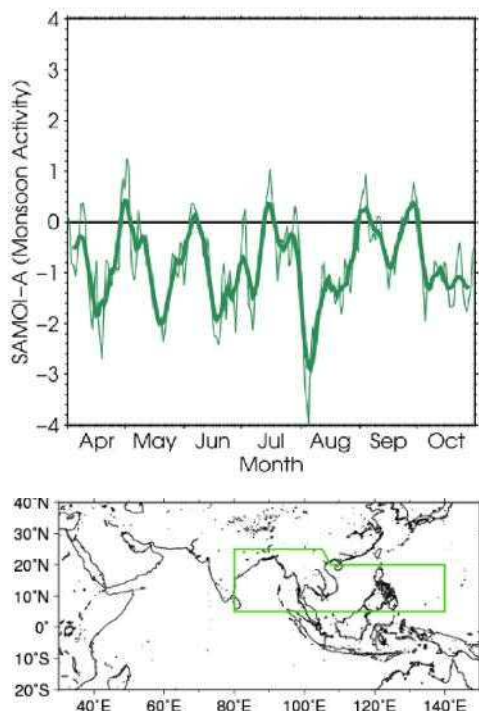 4
3
2
1
0
−1
−2
−3
−4
SAMOI-A (Monsoon Activity)
Apr May Jun Jul Aug Sep Oct
Month
40°N
30°N
20°N
10°N
0°
10°S
20°S
40°E 60°E 80°E 100°E 120°E 140°E